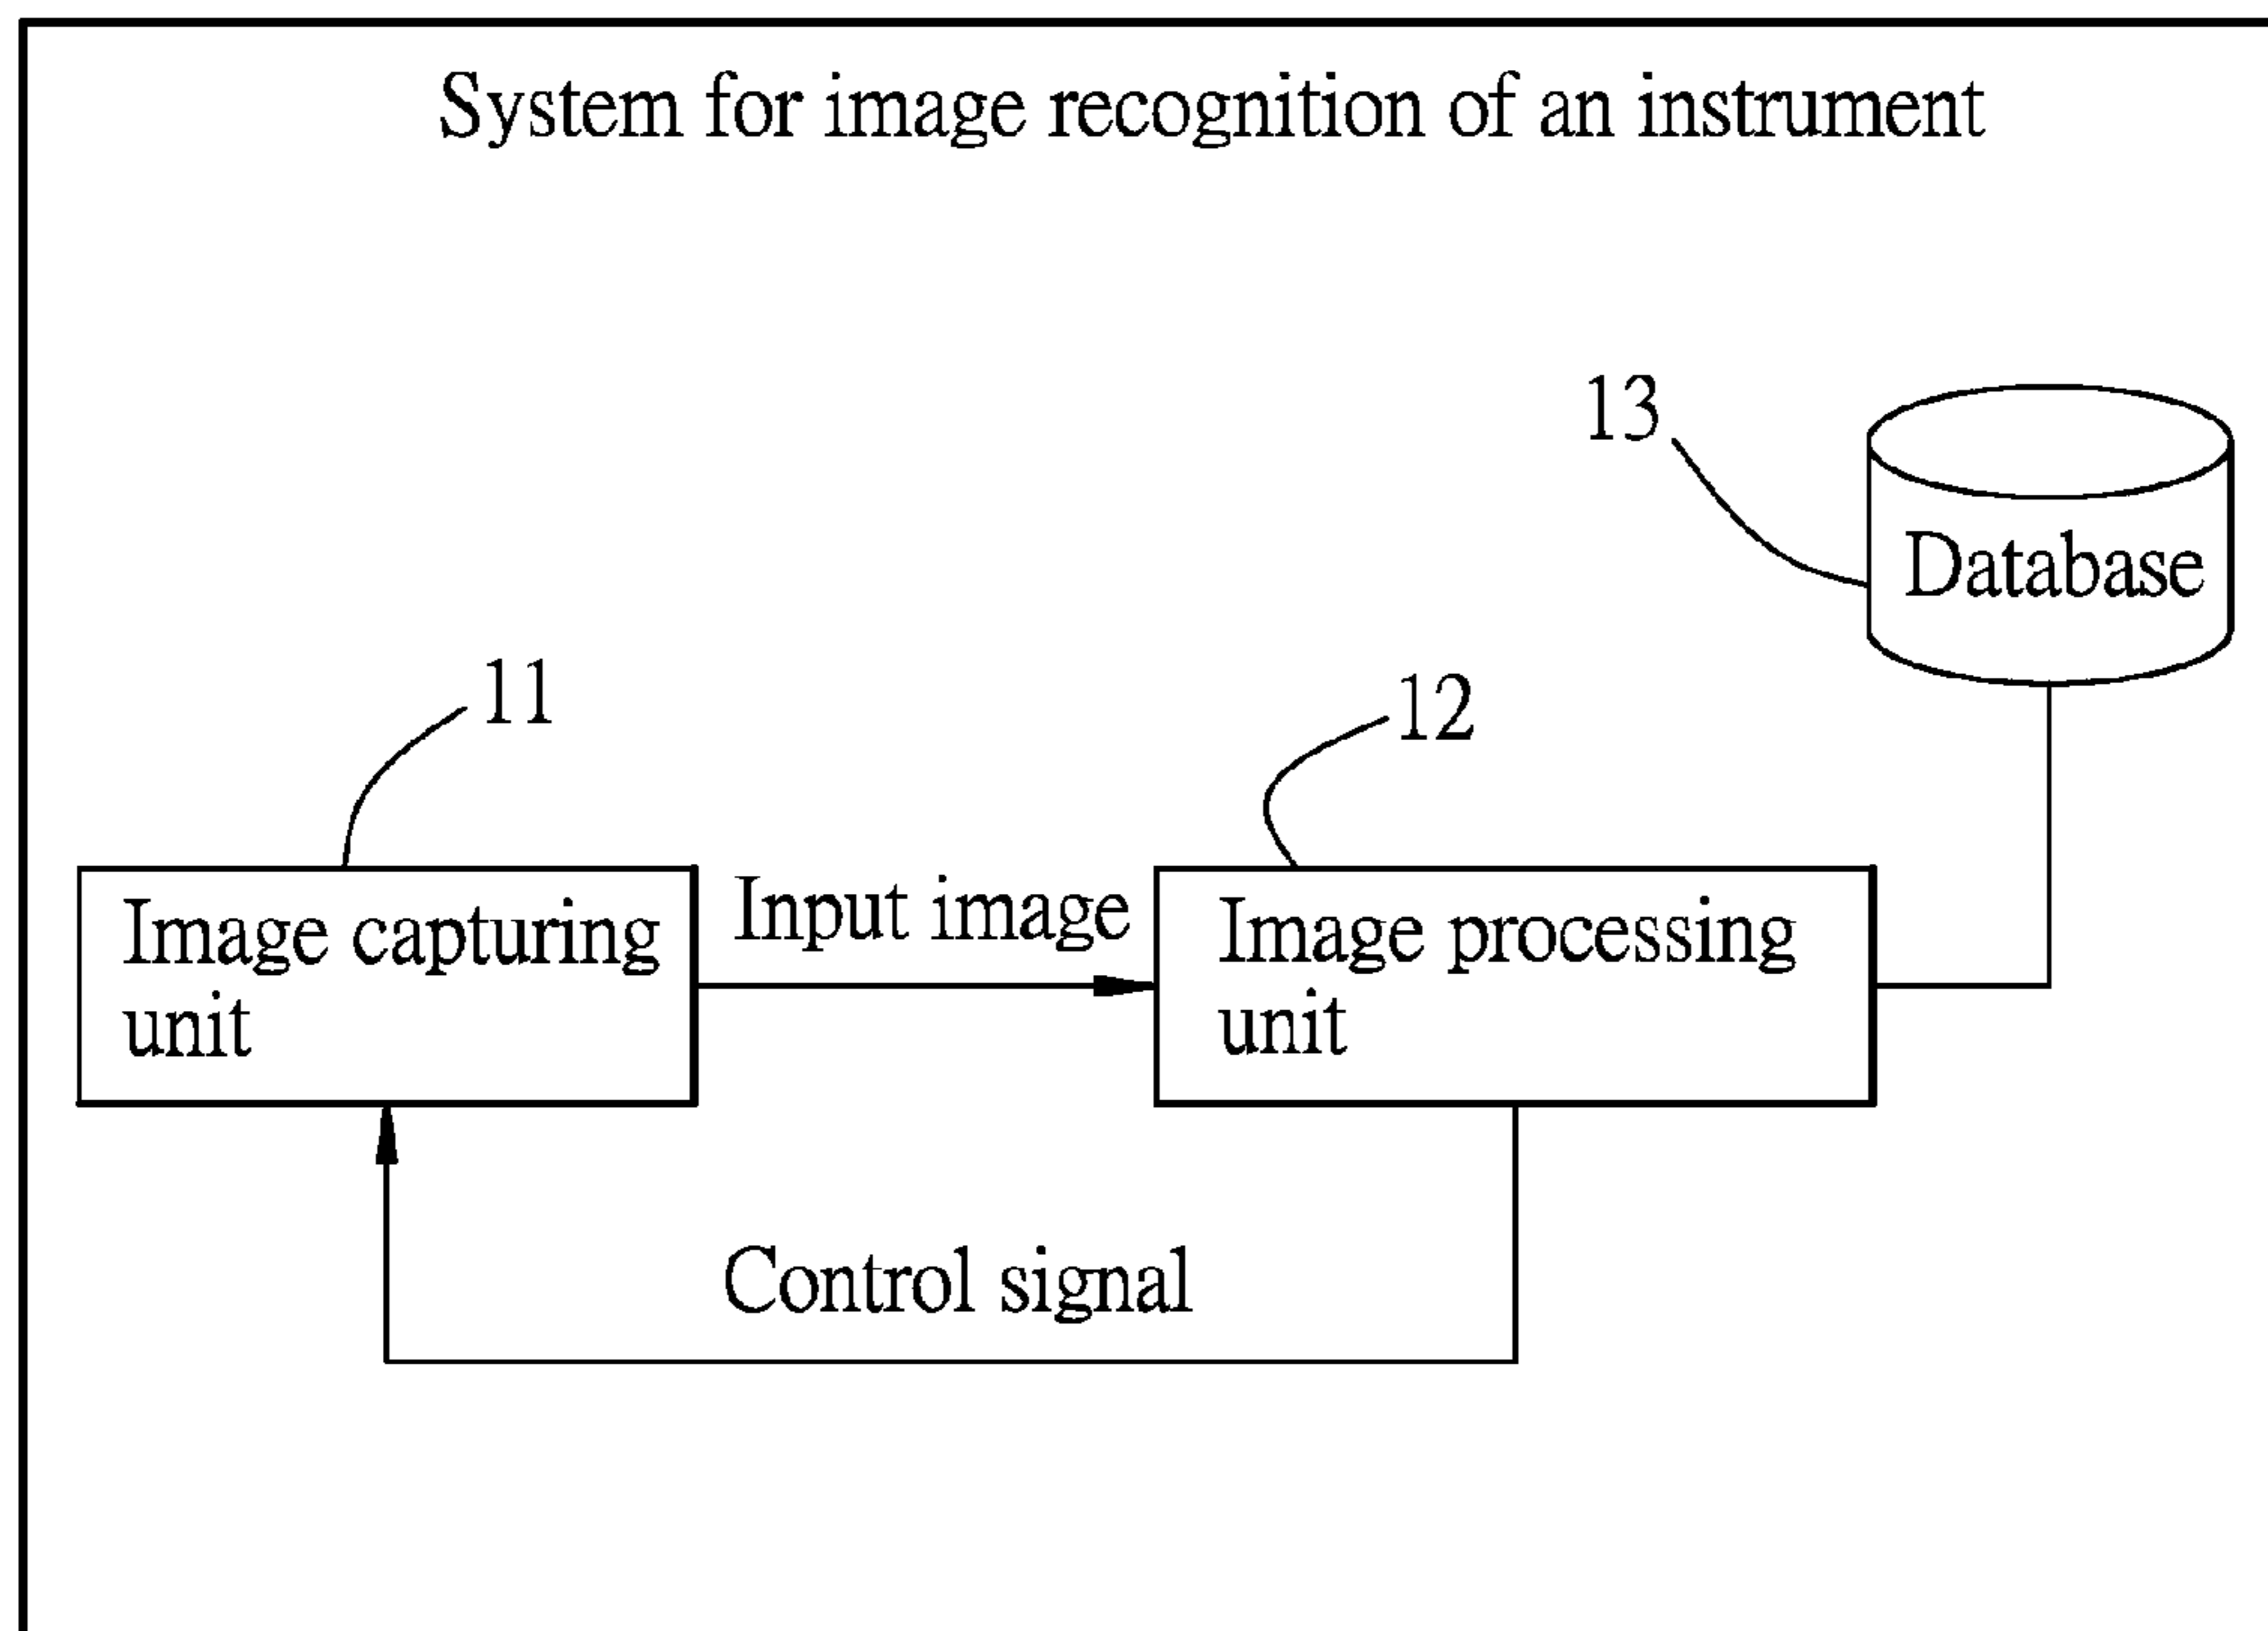 System for image recognition of an instrument
13
Database
11
12
Image capturing
unit
Input image
Image processing
unit
Control signal